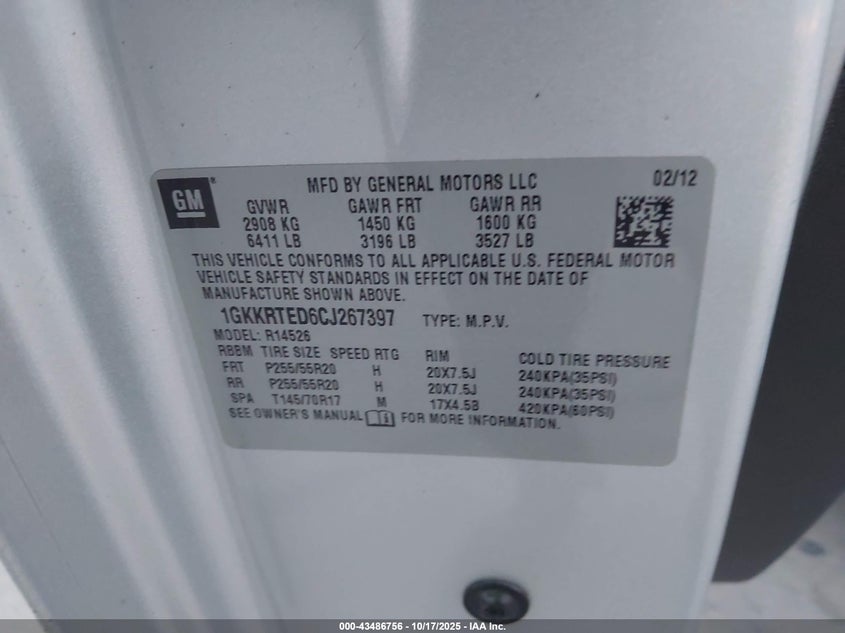 GM
MFD BY GENERAL MOTORS LLC 02/12
GVWR GAWR FRT GAWR RR
2908 KG 1450 KG 1600 KG
6411 LB 3196 LB 3527 LB
THIS VEHICLE CONFORMS TO ALL APPLICABLE U.S. FEDERAL MOTOR
VEHICLE SAFETY STANDARDS IN EFFECT ON THE DATE OF
MANUFACTURE SHOWN ABOVE.
1GKKRTED6CJ267397 TYPE: M.P.V.
MODEL: R14526
RBBM TIRE SIZE SPEED RTG RIM COLD TIRE PRESSURE
FRT P255/55R20 H 20X7.5J 240KPA(35PSI)
RR P255/55R20 H 20X7.5J 240KPA(35PSI)
SPA T145/70R17 M 17X4.5B 420KPA(60PSI)
SEE OWNER'S MANUAL FOR MORE INFORMATION.
000-43486756 - 10/17/2025 - IAA Inc.